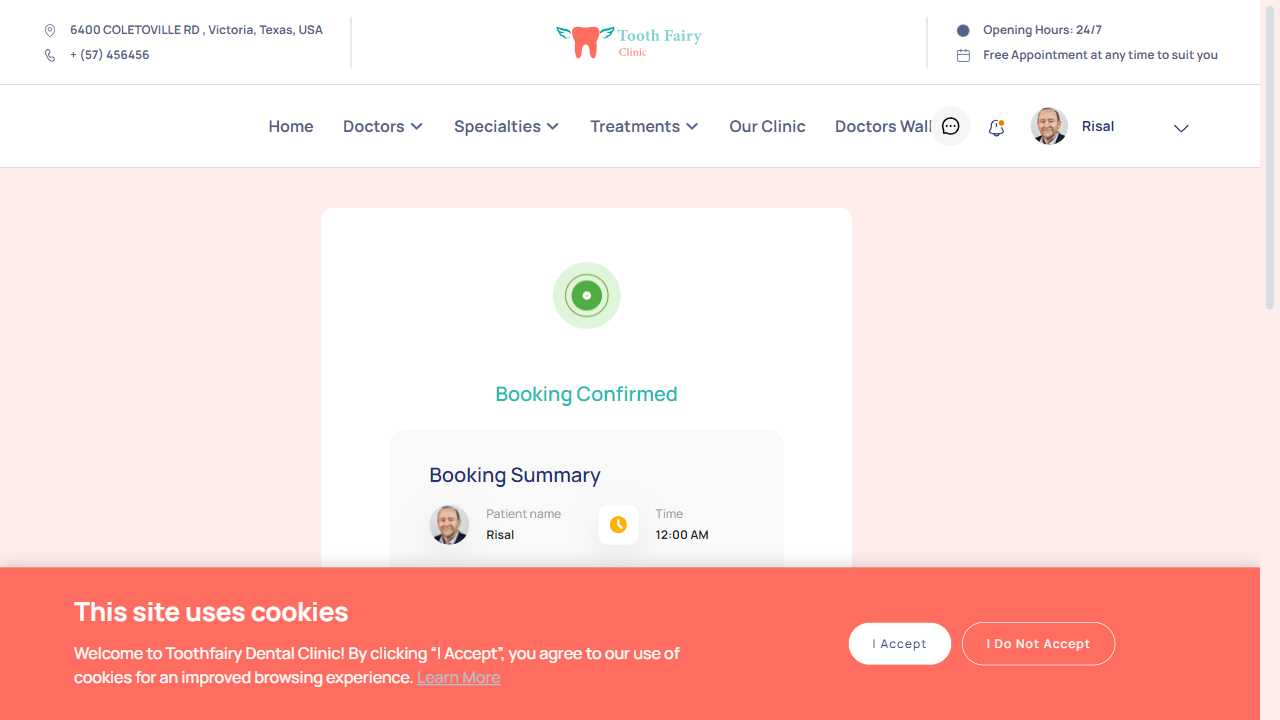 6400 COLETOVILLE RD , Victoria, Texas, USA
+ (57) 456456
Tooth Fairy
Clinic
Opening Hours: 24/7
Free Appointment at any time to suit you
Home
Doctors
Specialties
Treatments
Our Clinic
Doctors Wall
Risal
Booking Confirmed
Booking Summary
Patient name
Risal
Time
12:00 AM
This site uses cookies
Welcome to Toothfairy Dental Clinic! By clicking “I Accept”, you agree to our use of
cookies for an improved browsing experience. Learn More
I Accept
I Do Not Accept